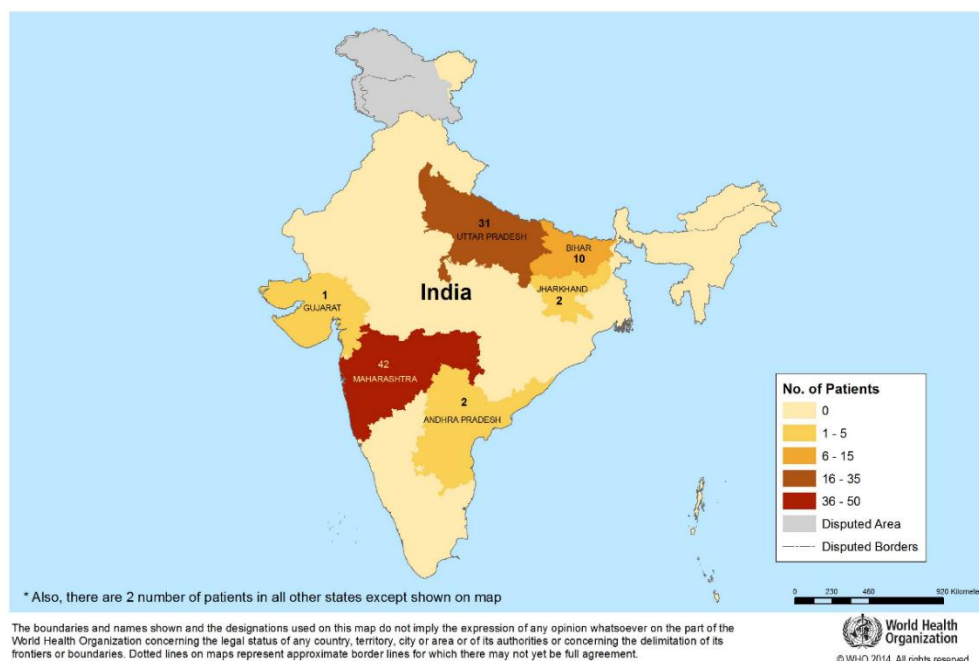 31
UTTAR PRADESH
BIHAR
10
JHARKHAND
2
India
1
GUJARAT
42
MAHARASHTRA
2
ANDHRA PRADESH
No. of Patients
0
1 - 5
6 - 15
16 - 35
36 - 50
Disputed Area
Disputed Borders
* Also, there are 2 number of patients in all other states except shown on map
0 230 460 920 Kilometers
The boundaries and names shown and the designations used on this map do not imply the expression of any opinion whatsoever on the part of the
World Health Organization concerning the legal status of any country, territory, city or area or of its authorities or concerning the delimitation of its
frontiers or boundaries. Dotted lines on maps represent approximate border lines for which there may not yet be full agreement.
World Health
Organization
© WHO 2014. All rights reserved